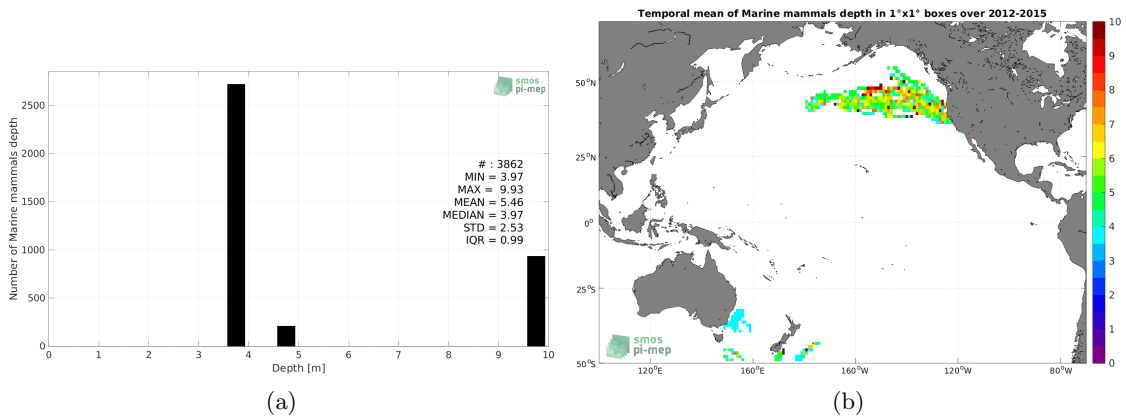 smos
pi-mep
Number of Marine mammals depth
2500
2000
1500
1000
500
0
# : 3862
MIN = 3.97
MAX = 9.93
MEAN = 5.46
MEDIAN = 3.97
STD = 2.53
IQR = 0.99
0 1 2 3 4 5 6 7 8 9 10
Depth [m]
(a)
Temporal mean of Marine mammals depth in 1°x1° boxes over 2012-2015
50°N
25°N
0°
25°S
50°S
120°E 160°E 160°W 120°W 80°W
smos
pi-mep
10
9
8
7
6
5
4
3
2
1
0
(b)